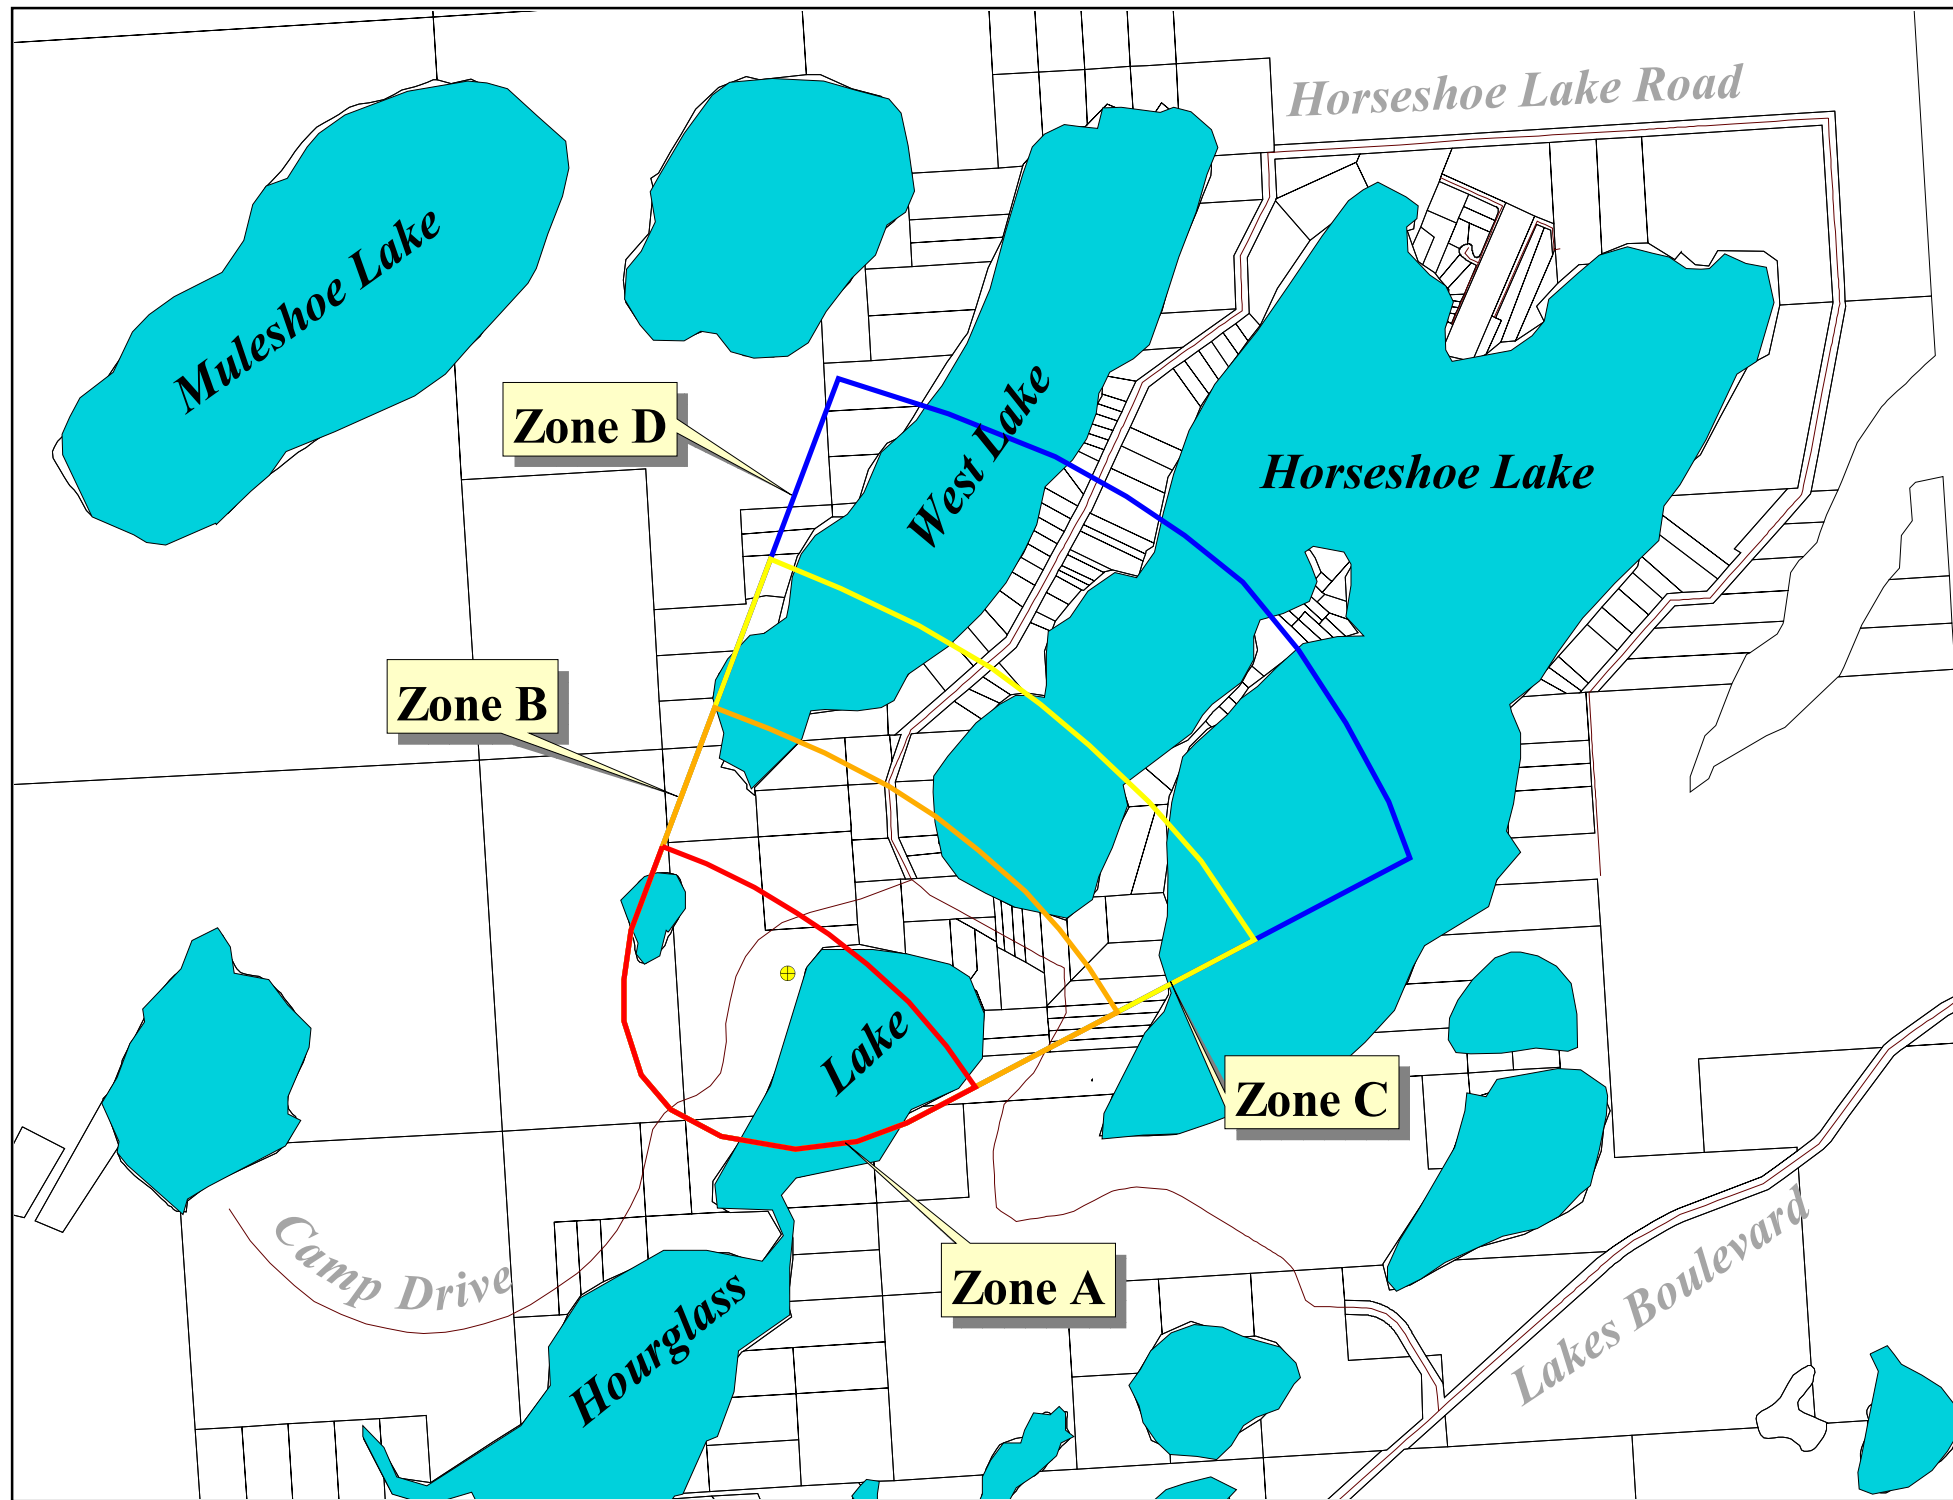 Horseshoe Lake Road
Muleshoe Lake
West Lake
Zone D
Horseshoe Lake
Zone B
Lake
Zone C
Camp Drive
Zone A
Hourglass
Lakes Boulevard